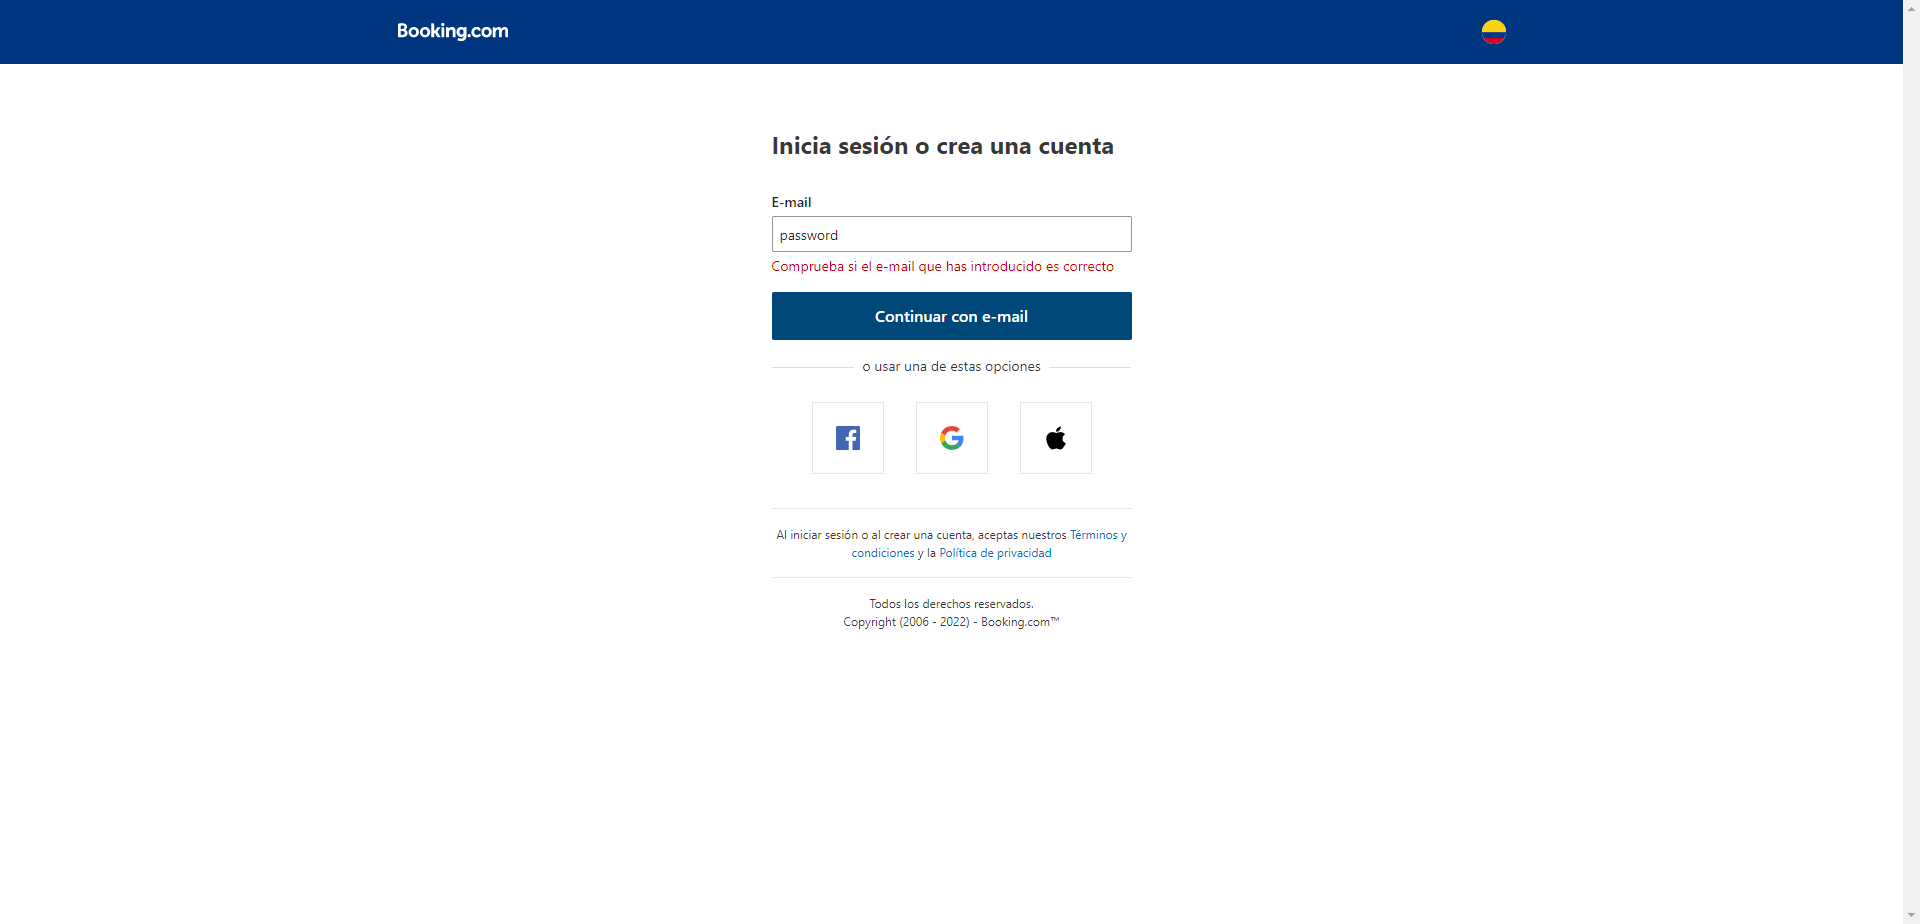 Booking.com
Inicia sesión o crea una cuenta
E-mail
password
Comprueba si el e-mail que has introducido es correcto
Continuar con e-mail
o usar una de estas opciones
Al iniciar sesión o al crear una cuenta, aceptas nuestros Términos y
condiciones y la Política de privacidad
Todos los derechos reservados.
Copyright (2006 - 2022) - Booking.com™